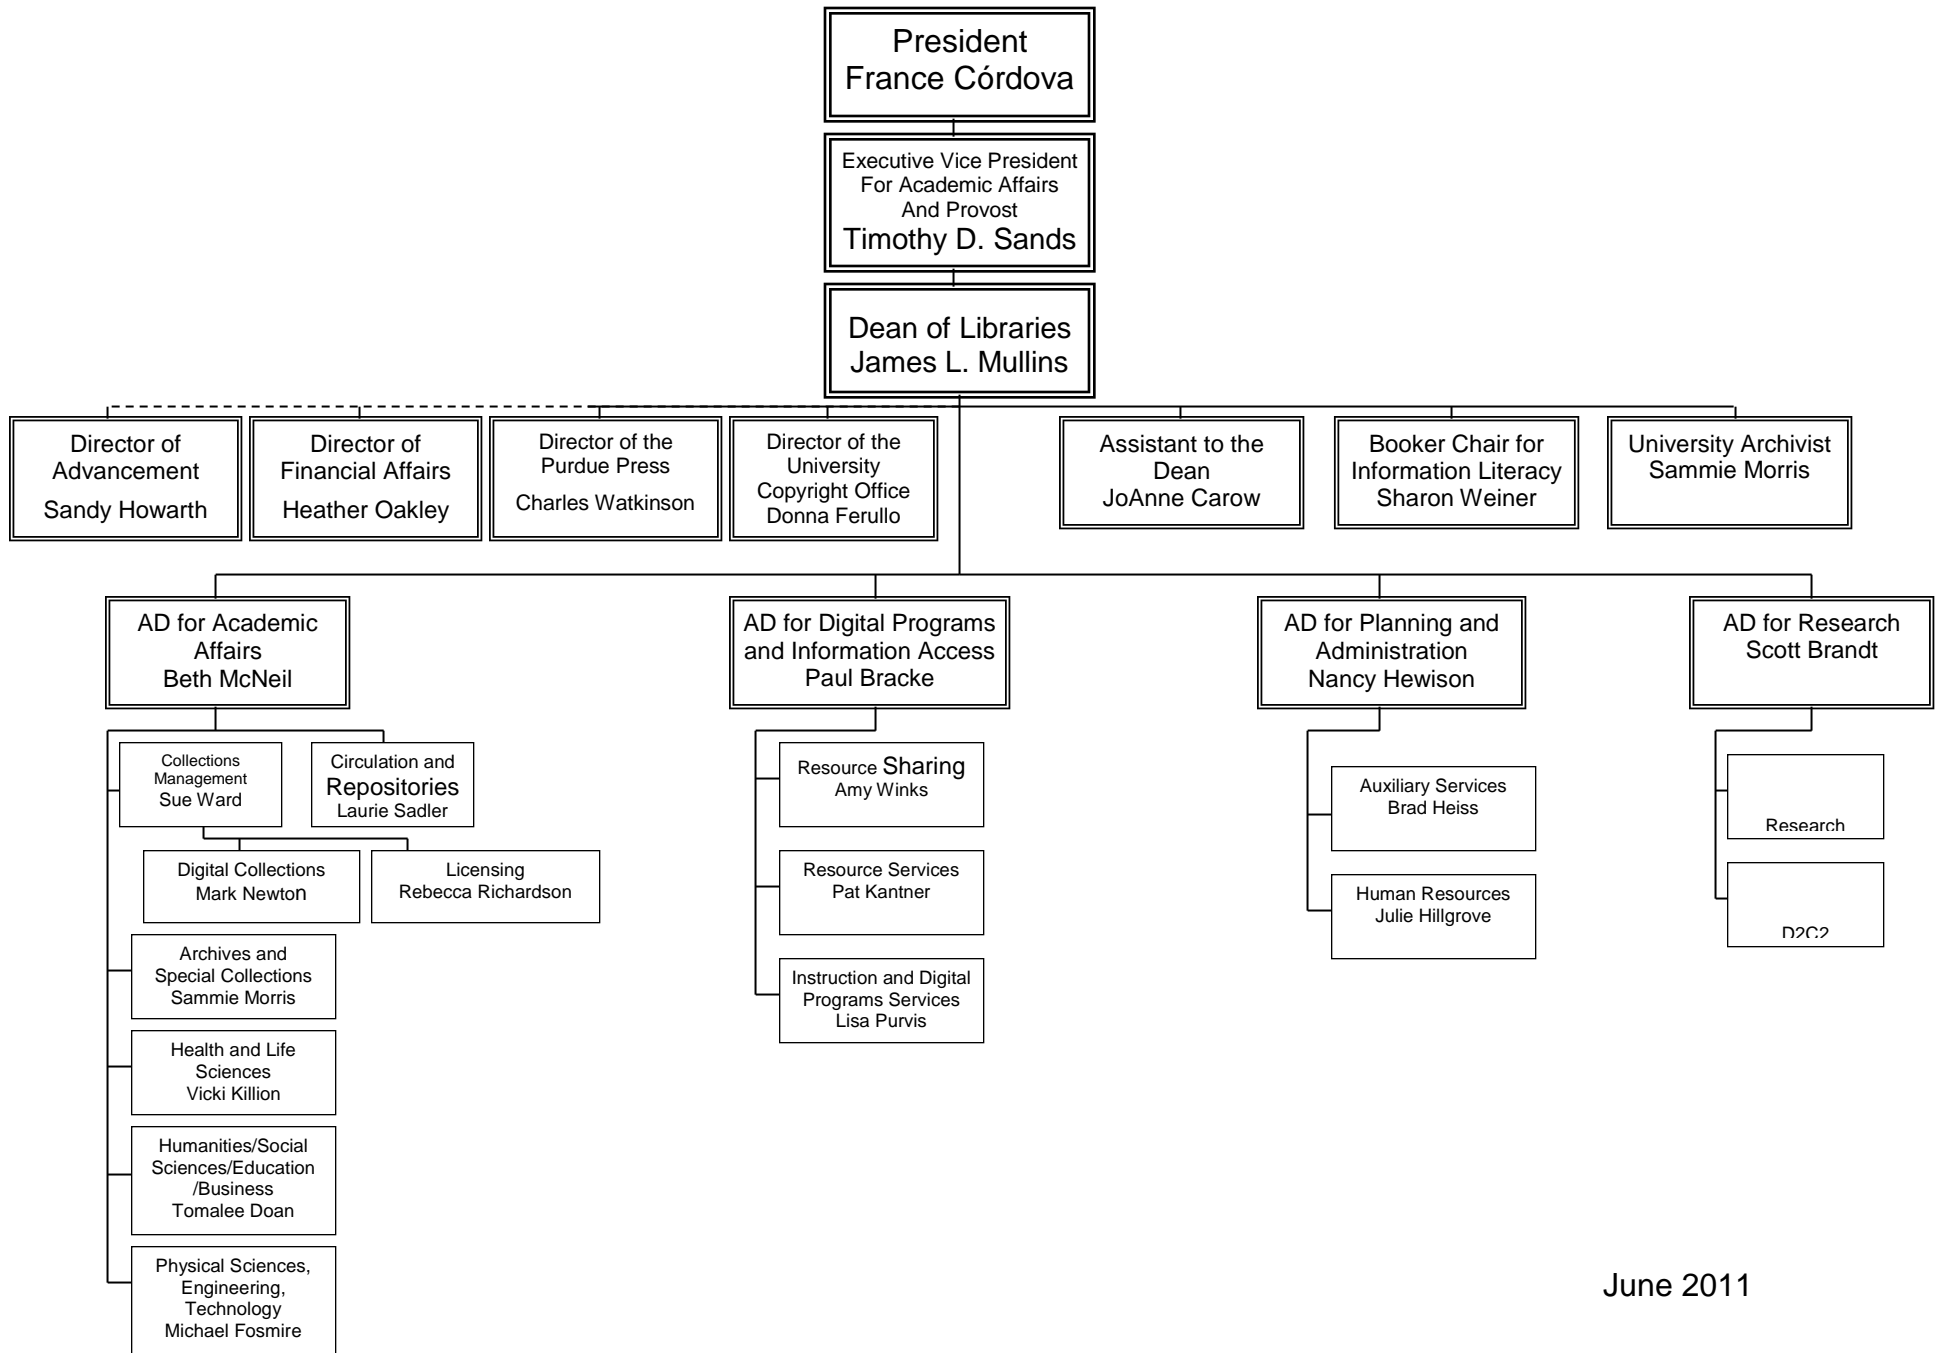 President
France Córdova
Executive Vice President
For Academic Affairs
And Provost
Timothy D. Sands
Dean of Libraries
James L. Mullins
Director of
Advancement
Sandy Howarth
Director of
Financial Affairs
Heather Oakley
Director of the
Purdue Press
Charles Watkinson
Director of the
University
Copyright Office
Donna Ferullo
Assistant to the
Dean
JoAnne Carow
Booker Chair for
Information Literacy
Sharon Weiner
University Archivist
Sammie Morris
AD for Academic
Affairs
Beth McNeil
AD for Digital Programs
and Information Access
Paul Bracke
AD for Planning and
Administration
Nancy Hewison
AD for Research
Scott Brandt
Collections
Management
Sue Ward
Circulation and
Repositories
Laurie Sadler
Digital Collections
Mark Newton
Licensing
Rebecca Richardson
Archives and
Special Collections
Sammie Morris
Health and Life
Sciences
Vicki Killion
Humanities/Social
Sciences/Education
/Business
Tomalee Doan
Physical Sciences,
Engineering,
Technology
Michael Fosmire
Resource Sharing
Amy Winks
Resource Services
Pat Kantner
Instruction and Digital
Programs Services
Lisa Purvis
Auxiliary Services
Brad Heiss
Human Resources
Julie Hillgrove
Research
D2C2
June 2011